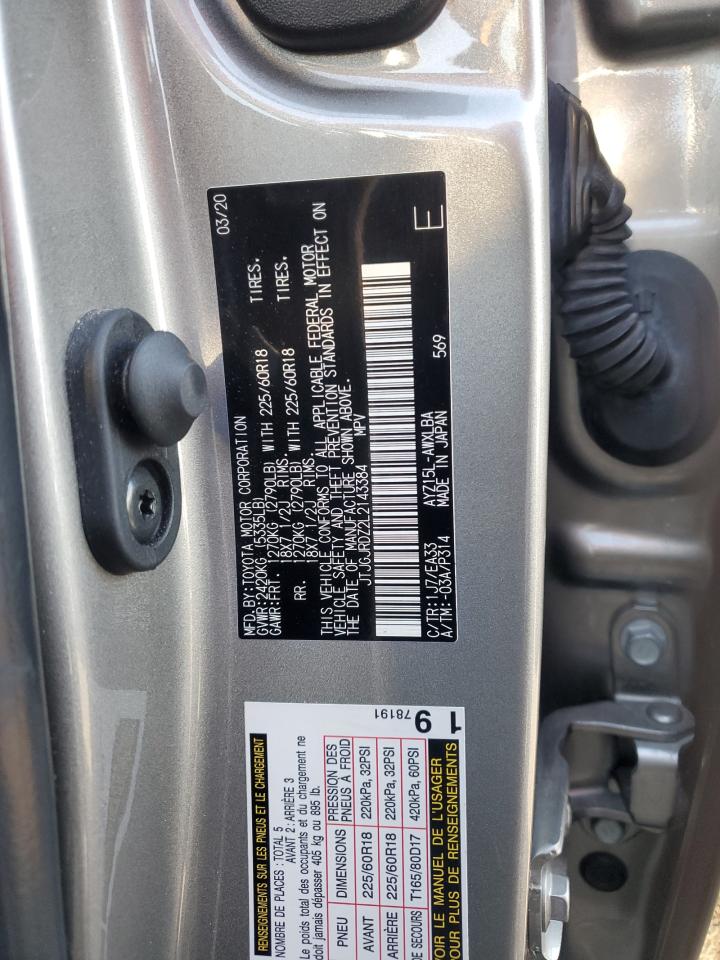 MFD.BY:TOYOTA MOTOR CORPORATION 03/20
GVWR:2420KG (5335LB)
GAWR:FRT. 1270KG (2790LB) WITH 225/60R18 TIRES.
18X7 1/2J RIMS.
RR. 1270KG (2790LB) WITH 225/60R18 TIRES.
18X7 1/2J RIMS.
THIS VEHICLE CONFORMS TO ALL APPLICABLE FEDERAL MOTOR
VEHICLE SAFETY AND THEFT PREVENTION STANDARDS IN EFFECT ON
THE DATE OF MANUFACTURE SHOWN ABOVE.
JTJGJRDZ2L2143384 MPV
C/TR:1J7/EA33 AYZ15L-AWXLBA
A/TM:-03A/P314 MADE IN JAPAN 569
E
RENSEIGNEMENTS SUR LES PNEUS ET LE CHARGEMENT
NOMBRE DE PLACES : TOTAL 5
AVANT 2 : ARRIÈRE 3
Le poids total des occupants et du chargement ne
doit jamais dépasser 405 kg ou 895 lb.
PNEU DIMENSIONS PRESSION DES PNEUS À FROID
AVANT 225/60R18 220kPa, 32PSI
ARRIÈRE 225/60R18 220kPa, 32PSI
DE SECOURS T165/80D17 420kPa, 60PSI
VOIR LE MANUEL DE L'USAGER
POUR PLUS DE RENSEIGNEMENTS
78191
19